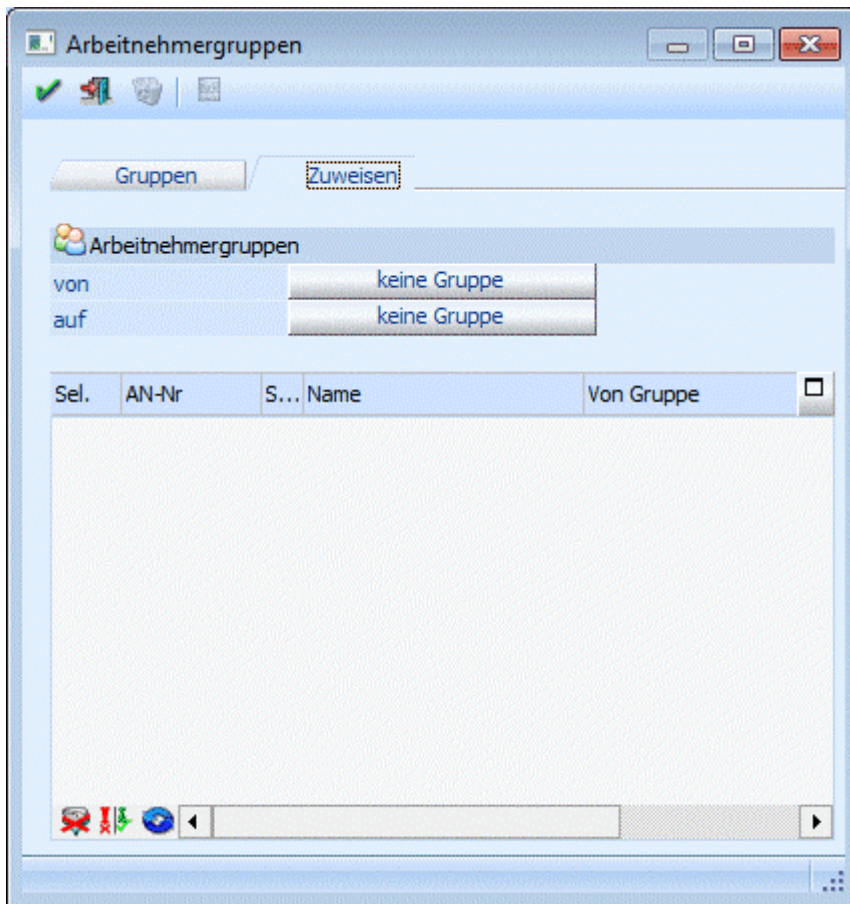 Arbeitnehmergruppen
Gruppen Zuweisen
Arbeitnehmergruppen
von keine Gruppe
auf keine Gruppe
Sel. AN-Nr S... Name Von Gruppe